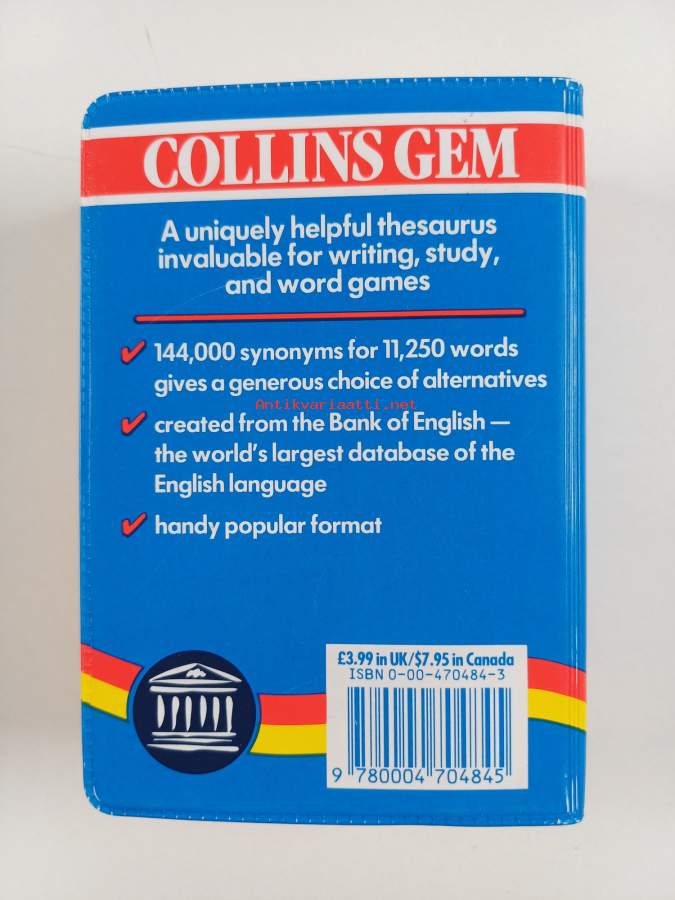 COLLINS GEM
A uniquely helpful thesaurus
invaluable for writing, study,
and word games
144,000 synonyms for 11,250 words
gives a generous choice of alternatives
Antikvariaatti.net
created from the Bank of English —
the world's largest database of the
English language
handy popular format
£3.99 in UK/$7.95 in Canada
ISBN 0-00-470484-3
9 780004 704845